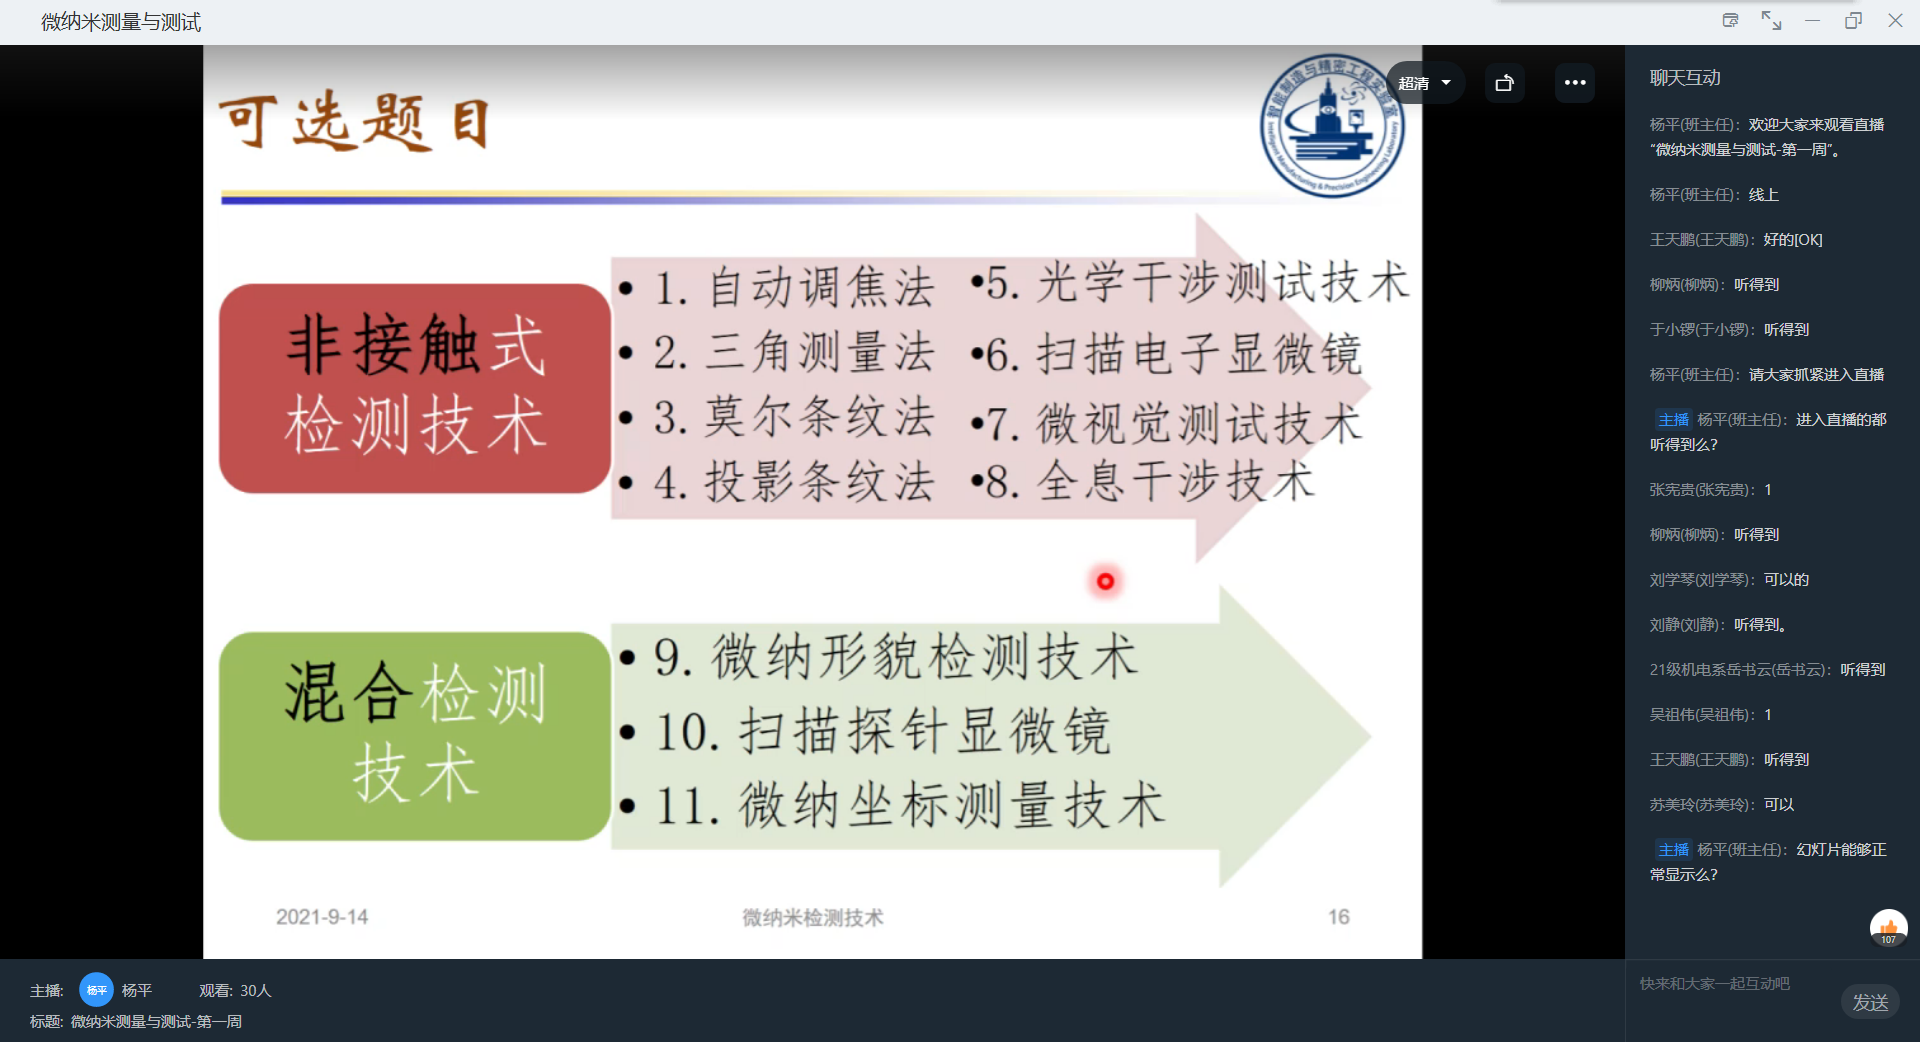 微纳米测量与测试
可选题目
智能制造与精密工程实验室
Intelligent Manufacturing & Precision Engineering Laboratory
超清
非接触式
检测技术
• 1. 自动调焦法
• 2. 三角测量法
• 3. 莫尔条纹法
• 4. 投影条纹法
•5. 光学干涉测试技术
•6. 扫描电子显微镜
•7. 微视觉测试技术
•8. 全息干涉技术
混合检测
技术
• 9. 微纳形貌检测技术
• 10. 扫描探针显微镜
• 11. 微纳坐标测量技术
2021-9-14
微纳米检测技术
16
聊天互动
杨平(班主任)：欢迎大家来观看直播
“微纳米测量与测试-第一周”。
杨平(班主任)：线上
王天鹏(王天鹏)：好的[OK]
柳炳(柳炳)：听得到
于小锣(于小锣)：听得到
杨平(班主任)：请大家抓紧进入直播
主播 杨平(班主任)：进入直播的都
听得到么?
张宪贵(张宪贵)：1
柳炳(柳炳)：听得到
刘学琴(刘学琴)：可以的
刘静(刘静)：听得到。
21级机电系岳书云(岳书云)：听得到
吴祖伟(吴祖伟)：1
王天鹏(王天鹏)：听得到
苏美玲(苏美玲)：可以
主播 杨平(班主任)：幻灯片能够正
常显示么?
107
主播: 杨平 杨平 观看: 30人
标题: 微纳米测量与测试-第一周
快来和大家一起互动吧
发送